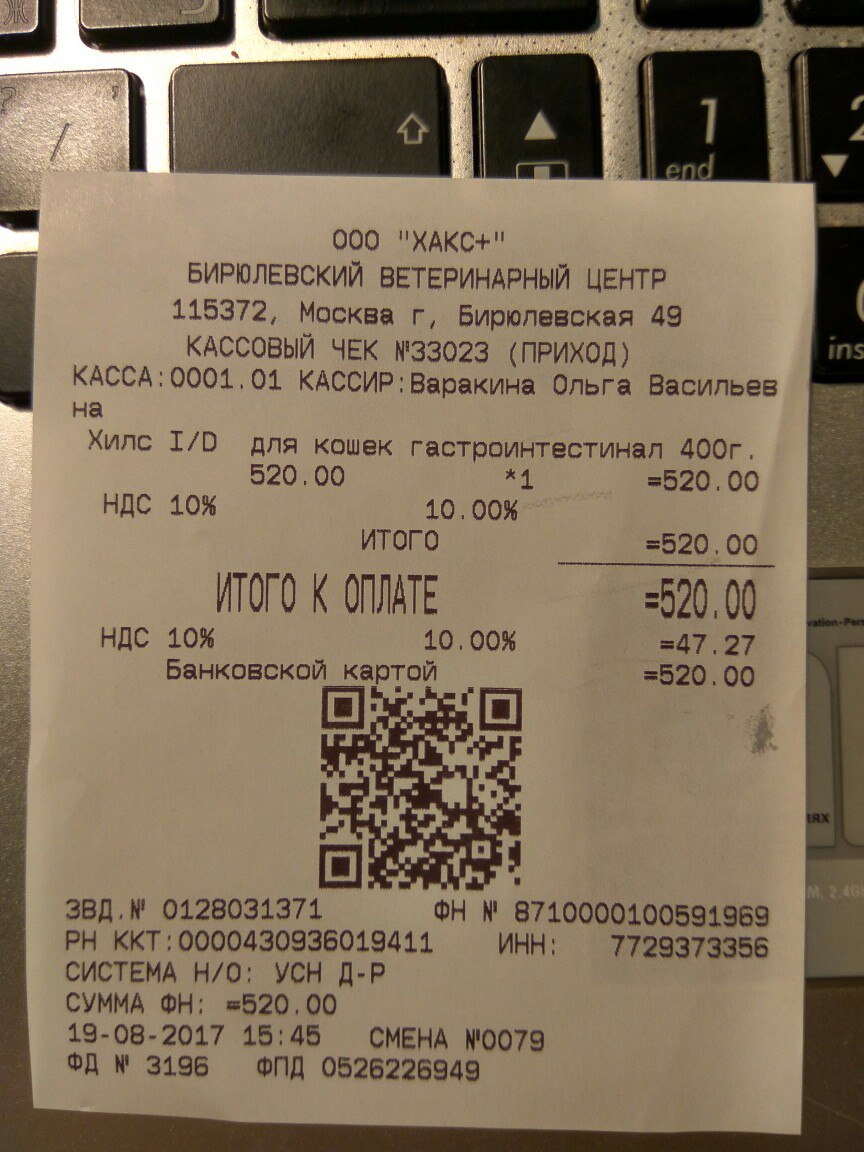 1
end
2
ins
ООО "ХАКС+"
БИРЮЛЕВСКИЙ ВЕТЕРИНАРНЫЙ ЦЕНТР
115372, Москва г, Бирюлевская 49
КАССОВЫЙ ЧЕК №33023 (ПРИХОД)
КАССА:0001.01 КАССИР:Варакина Ольга Васильев
на
Хилс I/D для кошек гастроинтестинал 400г.
520.00 *1 =520.00
НДС 10% 10.00%
ИТОГО =520.00
ИТОГО К ОПЛАТЕ =520.00
НДС 10% 10.00% =47.27
Банковской картой =520.00
ЗВД.№ 0128031371 ФН № 8710000100591969
РН ККТ:0000430936019411 ИНН: 7729373356
СИСТЕМА Н/О: УСН Д-Р
СУММА ФН: =520.00
19-08-2017 15:45 СМЕНА №0079
ФД № 3196 ФПД 0526226949